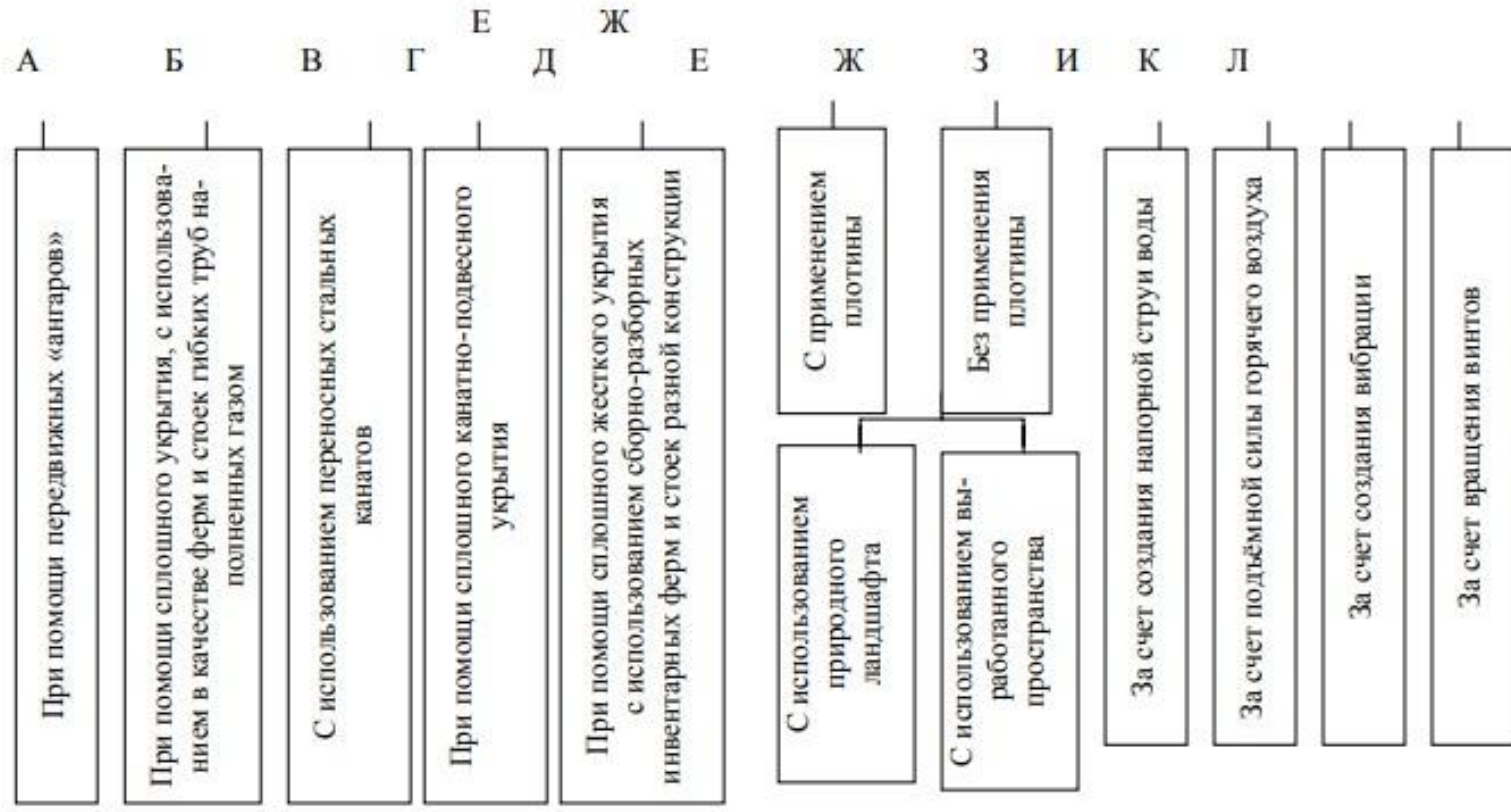 Е Ж
А Б В Г Д Е Ж З И К Л
При помощи передвижных «ангаров»
При помощи сплошного укрытия, с использова-
нием в качестве ферм и стоек гибких труб на-
полненных газом
С использованием переносных стальных
канатов
При помощи сплошного канатно-подвесного
укрытия
При помощи сплошного жесткого укрытия
с использованием сборно-разборных
инвентарных ферм и стоек разной конструкции
С применением
плотины
Без применения
плотины
С использованием
природного
ландшафта
С использованием вы-
работанного
пространства
За счет создания напорной струи воды
За счет подъёмной силы горячего воздуха
За счет создания вибрации
За счет вращения винтов